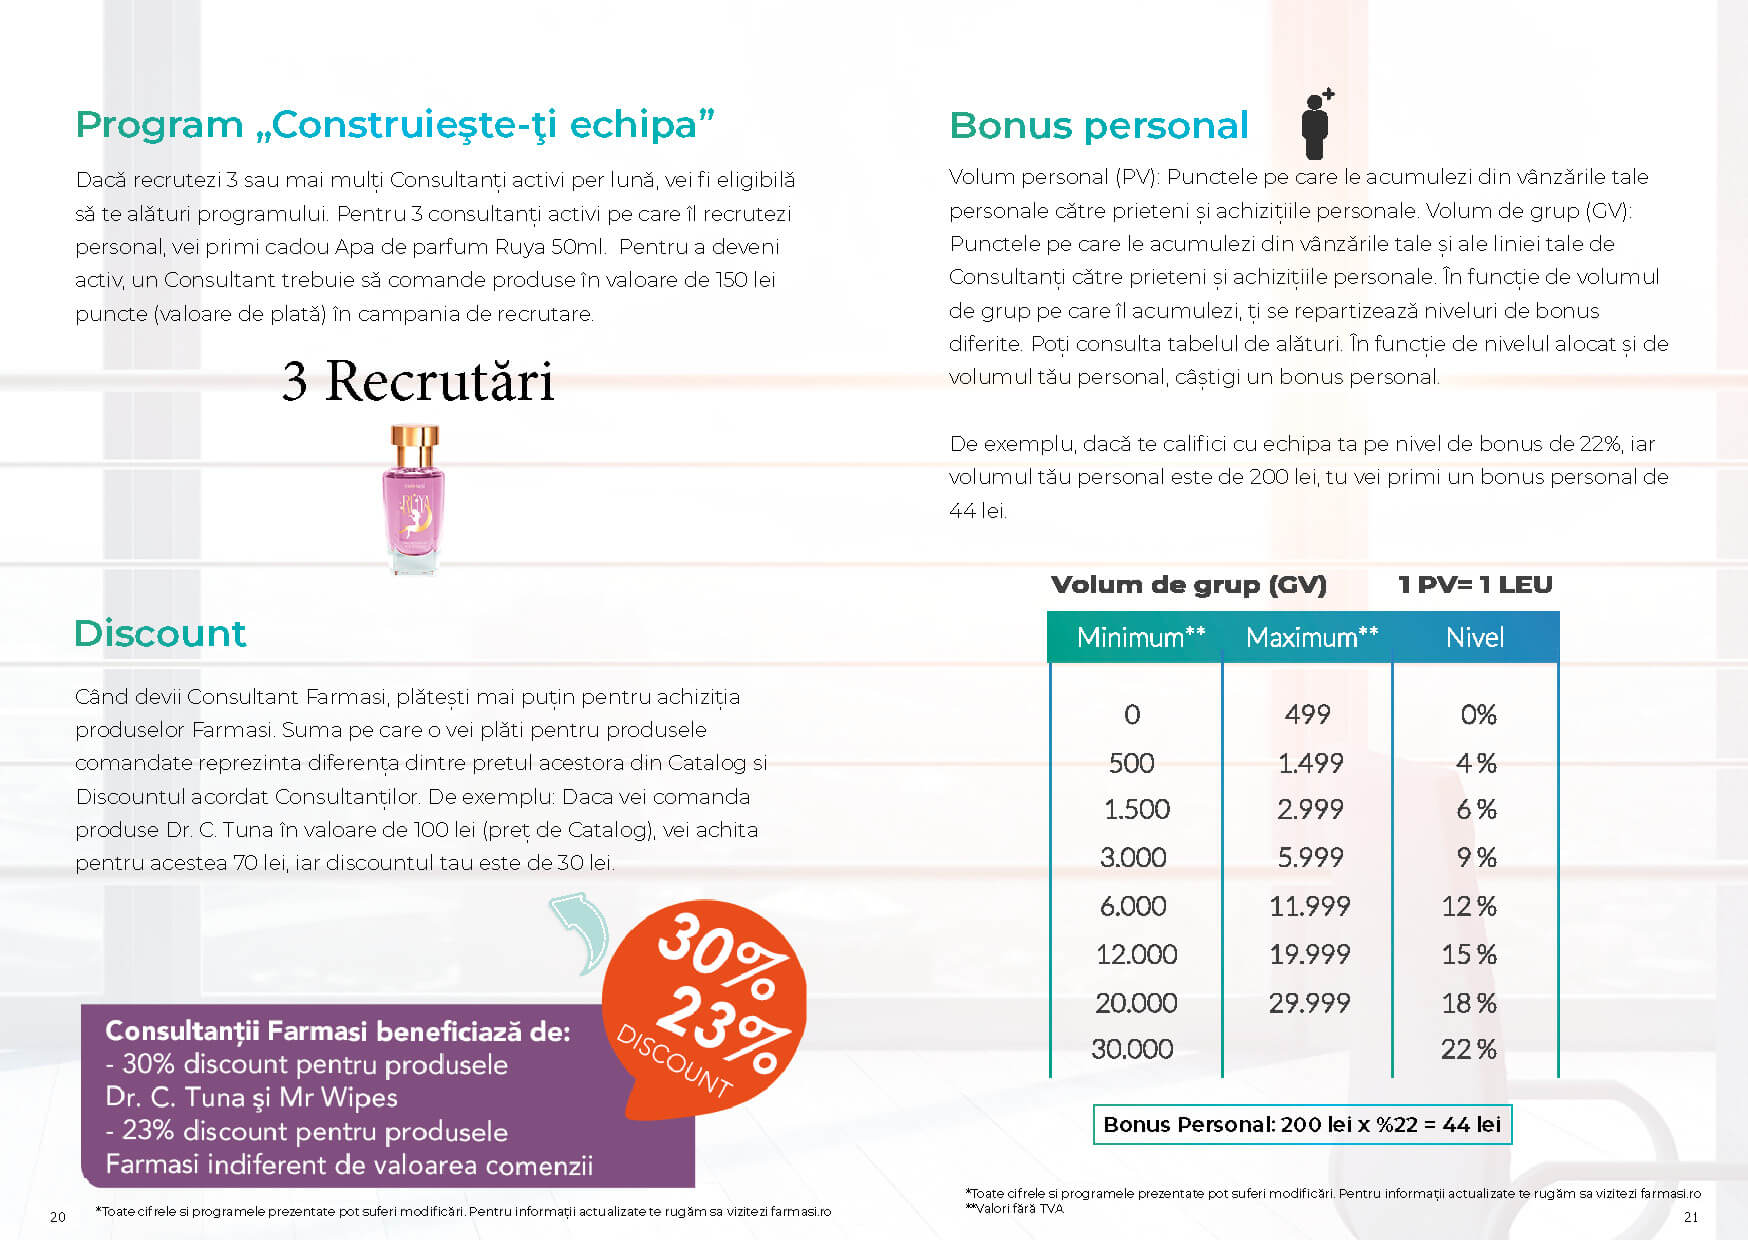 Program „Construieşte-ţi echipa”
Dacă recrutezi 3 sau mai mulți Consultanți activi per lună, vei fi eligibilă
să te alături programului. Pentru 3 consultanți activi pe care îl recrutezi
personal, vei primi cadou Apa de parfum Ruya 50ml. Pentru a deveni
activ, un Consultant trebuie să comande produse în valoare de 150 lei
puncte (valoare de plată) în campania de recrutare.
3 Recrutări
RUYA
Discount
Când devii Consultant Farmasi, plătești mai puțin pentru achiziția
produselor Farmasi. Suma pe care o vei plăti pentru produsele
comandate reprezinta diferența dintre pretul acestora din Catalog si
Discountul acordat Consultanților. De exemplu: Daca vei comanda
produse Dr. C. Tuna în valoare de 100 lei (preț de Catalog), vei achita
pentru acestea 70 lei, iar discountul tau este de 30 lei.
30%
23%
DISCOUNT
Consultanții Farmasi beneficiază de:
- 30% discount pentru produsele
Dr. C. Tuna şi Mr Wipes
- 23% discount pentru produsele
Farmasi indiferent de valoarea comenzii
20
*Toate cifrele si programele prezentate pot suferi modificări. Pentru informații actualizate te rugăm sa vizitezi farmasi.ro
Bonus personal
Volum personal (PV): Punctele pe care le acumulezi din vânzările tale
personale către prieteni și achizițiile personale. Volum de grup (GV):
Punctele pe care le acumulezi din vânzările tale și ale liniei tale de
Consultanți către prieteni și achizițiile personale. În funcție de volumul
de grup pe care îl acumulezi, ți se repartizează niveluri de bonus
diferite. Poți consulta tabelul de alături. În funcție de nivelul alocat și de
volumul tău personal, câștigi un bonus personal.
De exemplu, dacă te califici cu echipa ta pe nivel de bonus de 22%, iar
volumul tău personal este de 200 lei, tu vei primi un bonus personal de
44 lei.
Volum de grup (GV) 1 PV= 1 LEU
Minimum** Maximum** Nivel
0 499 0%
500 1.499 4 %
1.500 2.999 6 %
3.000 5.999 9 %
6.000 11.999 12 %
12.000 19.999 15 %
20.000 29.999 18 %
30.000 22 %
Bonus Personal: 200 lei x %22 = 44 lei
*Toate cifrele si programele prezentate pot suferi modificări. Pentru informații actualizate te rugăm sa vizitezi farmasi.ro
**Valori fără TVA
21